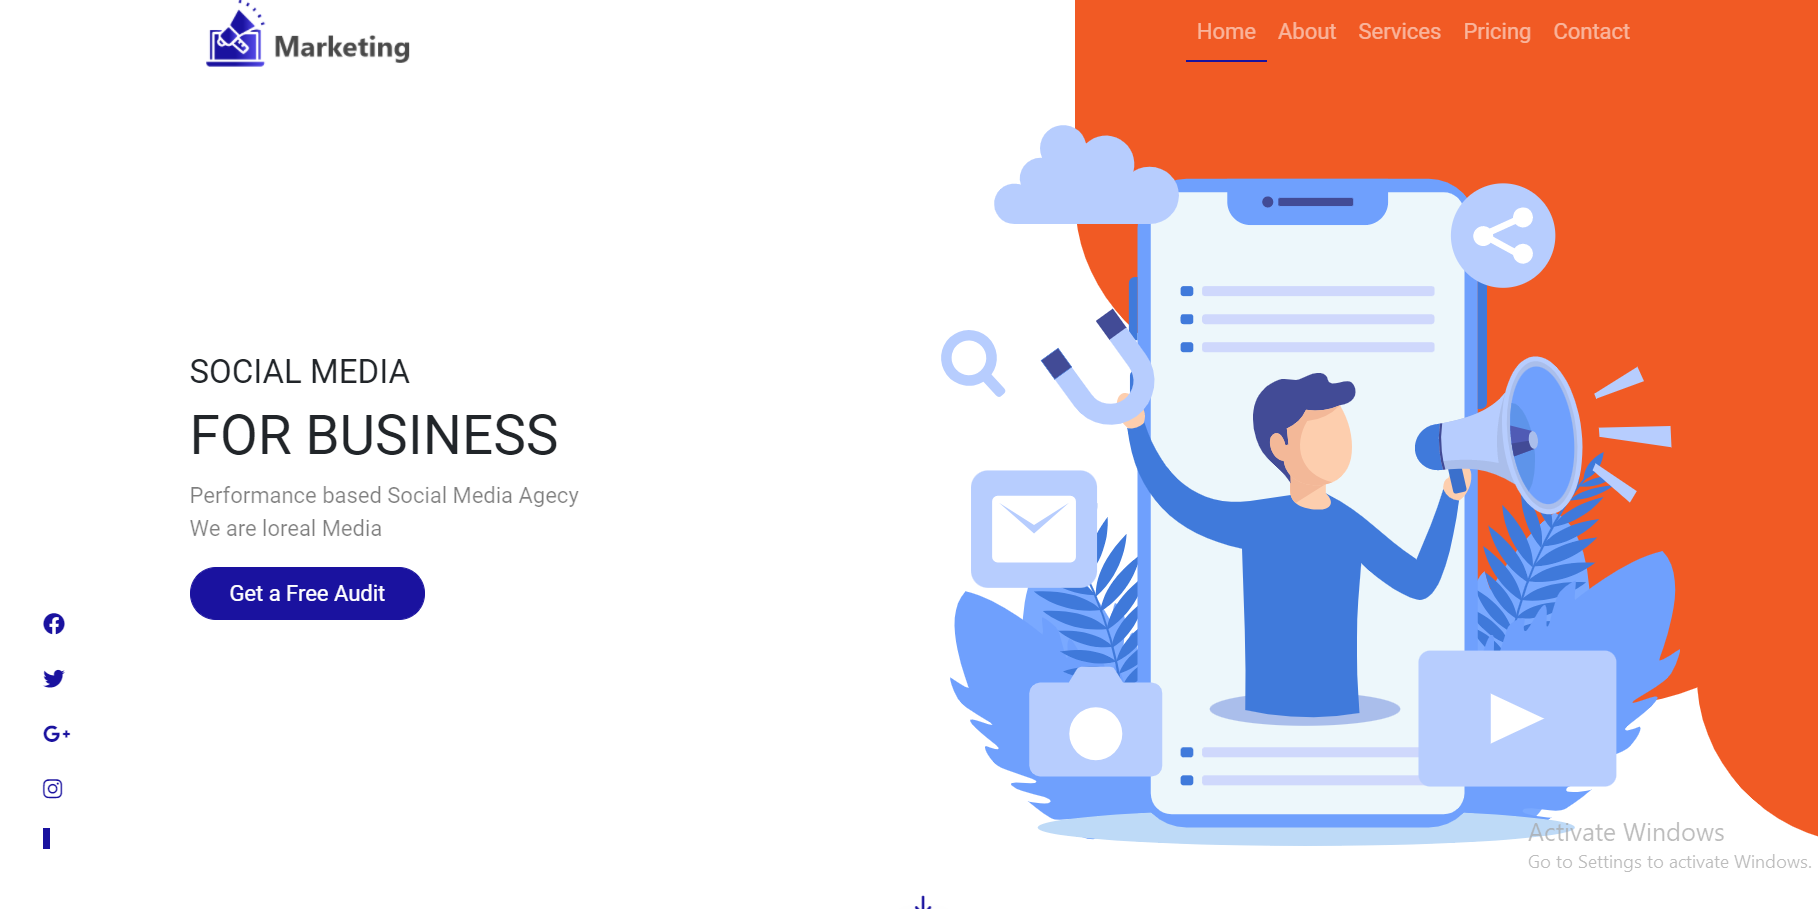 Marketing
Home About Services Pricing Contact
SOCIAL MEDIA
FOR BUSINESS
Performance based Social Media Agecy
We are loreal Media
Get a Free Audit
G+
Activate Windows
Go to Settings to activate Windows.